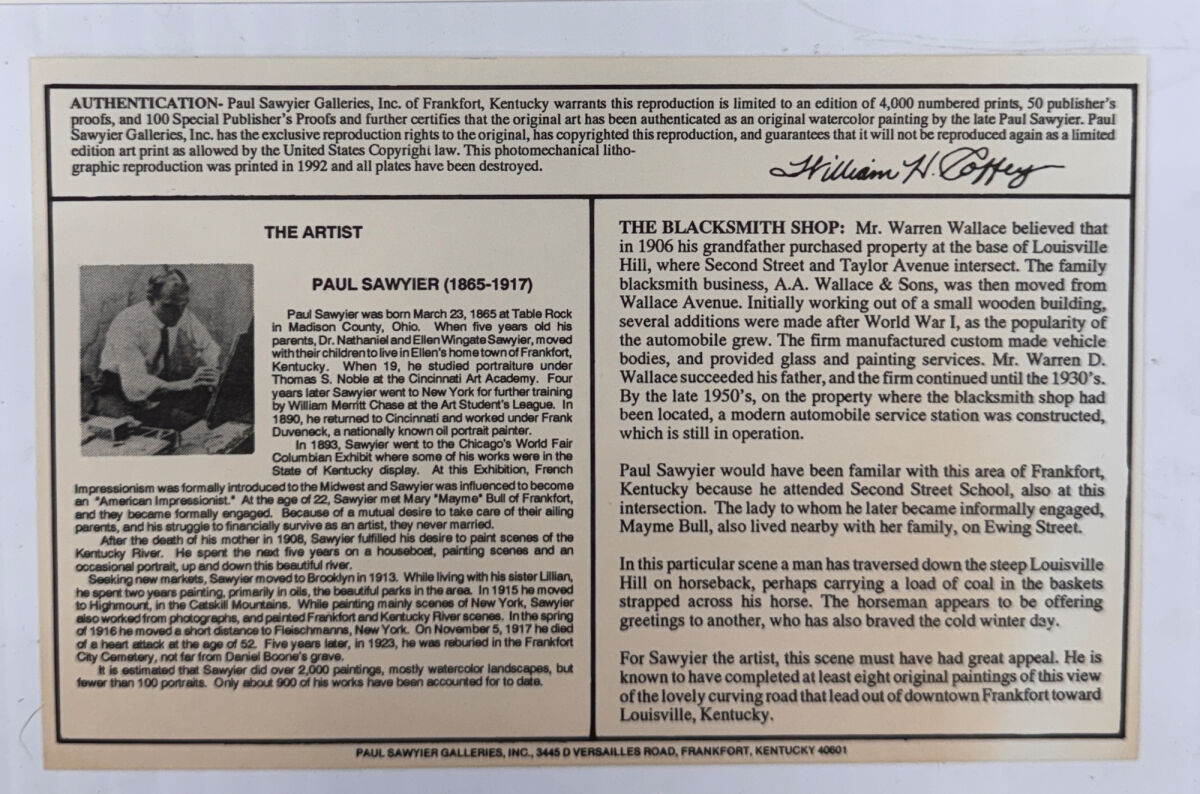 AUTHENTICATION- Paul Sawyier Galleries, Inc. of Frankfort, Kentucky warrants this reproduction is limited to an edition of 4,000 numbered prints, 50 publisher's
proofs, and 100 Special Publisher's Proofs and further certifies that the original art has been authenticated as an original watercolor painting by the late Paul Sawyier. Paul
Sawyier Galleries, Inc. has the exclusive reproduction rights to the original, has copyrighted this reproduction, and guarantees that it will not be reproduced again as a limited
edition art print as allowed by the United States Copyright law. This photomechanical litho-
graphic reproduction was printed in 1992 and all plates have been destroyed.
William H. Coffey
THE ARTIST
PAUL SAWYIER (1865-1917)
Paul Sawyier was born March 23, 1865 at Table Rock
in Madison County, Ohio. When five years old his
parents, Dr. Nathaniel and Ellen Wingate Sawyier, moved
with their children to live in Ellen's home town of Frankfort,
Kentucky. When 19, he studied portraiture under
Thomas S. Noble at the Cincinnati Art Academy. Four
years later Sawyier went to New York for further training
by William Merritt Chase at the Art Student's League. In
1890, he returned to Cincinnati and worked under Frank
Duveneck, a nationally known oil portrait painter.
In 1893, Sawyier went to the Chicago's World Fair
Columbian Exhibit where some of his works were in the
State of Kentucky display. At this Exhibition, French
Impressionism was formally introduced to the Midwest and Sawyier was influenced to become
an "American Impressionist." At the age of 22, Sawyier met Mary "Mayme" Bull of Frankfort,
and they became formally engaged. Because of a mutual desire to take care of their ailing
parents, and his struggle to financially survive as an artist, they never married.
After the death of his mother in 1908, Sawyier fulfilled his desire to paint scenes of the
Kentucky River. He spent the next five years on a houseboat, painting scenes and an
occasional portrait, up and down this beautiful river.
Seeking new markets, Sawyier moved to Brooklyn in 1913. While living with his sister Lillian,
he spent two years painting, primarily in oils, the beautiful parks in the area. In 1915 he moved
to Highmount, in the Catskill Mountains. While painting mainly scenes of New York, Sawyier
also worked from photographs, and painted Frankfort and Kentucky River scenes. In the spring
of 1916 he moved a short distance to Fleischmanns, New York. On November 5, 1917 he died
of a heart attack at the age of 52. Five years later, in 1923, he was reburied in the Frankfort
City Cemetery, not far from Daniel Boone's grave.
It is estimated that Sawyier did over 2,000 paintings, mostly watercolor landscapes, but
fewer than 100 portraits. Only about 900 of his works have been accounted for to date.
THE BLACKSMITH SHOP: Mr. Warren Wallace believed that
in 1906 his grandfather purchased property at the base of Louisville
Hill, where Second Street and Taylor Avenue intersect. The family
blacksmith business, A.A. Wallace & Sons, was then moved from
Wallace Avenue. Initially working out of a small wooden building,
several additions were made after World War I, as the popularity of
the automobile grew. The firm manufactured custom made vehicle
bodies, and provided glass and painting services. Mr. Warren D.
Wallace succeeded his father, and the firm continued until the 1930's.
By the late 1950's, on the property where the blacksmith shop had
been located, a modern automobile service station was constructed,
which is still in operation.
Paul Sawyier would have been familar with this area of Frankfort,
Kentucky because he attended Second Street School, also at this
intersection. The lady to whom he later became informally engaged,
Mayme Bull, also lived nearby with her family, on Ewing Street.
In this particular scene a man has traversed down the steep Louisville
Hill on horseback, perhaps carrying a load of coal in the baskets
strapped across his horse. The horseman appears to be offering
greetings to another, who has also braved the cold winter day.
For Sawyier the artist, this scene must have had great appeal. He is
known to have completed at least eight original paintings of this view
of the lovely curving road that lead out of downtown Frankfort toward
Louisville, Kentucky.
PAUL SAWYIER GALLERIES, INC., 3445 D VERSAILLES ROAD, FRANKFORT, KENTUCKY 40601